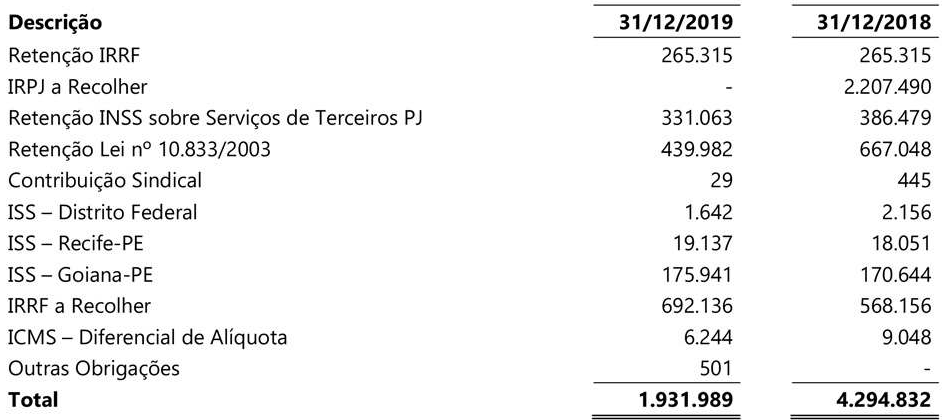 Descrição 31/12/2019 31/12/2018
Retenção IRRF 265.315 265.315
IRPJ a Recolher - 2.207.490
Retenção INSS sobre Serviços de Terceiros PJ 331.063 386.479
Retenção Lei nº 10.833/2003 439.982 667.048
Contribuição Sindical 29 445
ISS – Distrito Federal 1.642 2.156
ISS – Recife-PE 19.137 18.051
ISS – Goiana-PE 175.941 170.644
IRRF a Recolher 692.136 568.156
ICMS – Diferencial de Alíquota 6.244 9.048
Outras Obrigações 501 -
Total 1.931.989 4.294.832